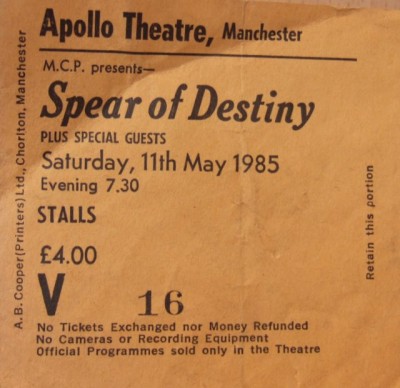 Apollo Theatre, Manchester
M.C.P. presents—
Spear of Destiny
PLUS SPECIAL GUESTS
Saturday, 11th May 1985
Evening 7.30
STALLS
£4.00
V 16
No Tickets Exchanged nor Money Refunded
No Cameras or Recording Equipment
Official Programmes sold only in the Theatre
A.B. Cooper (Printers) Ltd., Chorlton, Manchester
Retain this portion